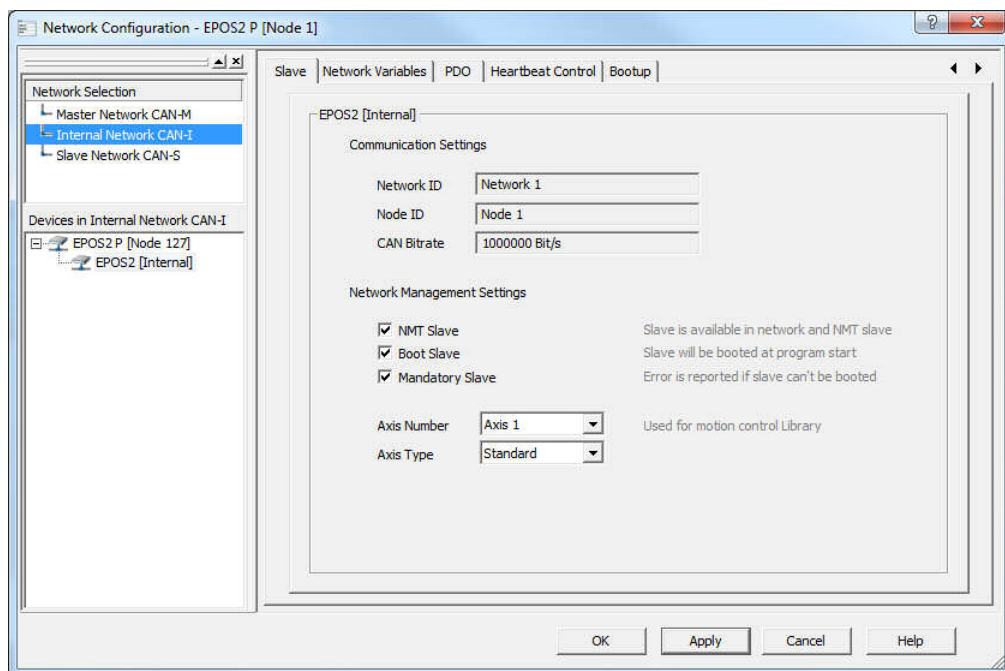 Network Configuration - EPOS2 P [Node 1]
Network Selection
Master Network CAN-M
Internal Network CAN-I
Slave Network CAN-S
Devices in Internal Network CAN-I
EPOS2 P [Node 127]
EPOS2 [Internal]
Slave Network Variables PDO Heartbeat Control Bootup
EPOS2 [Internal]
Communication Settings
Network ID Network 1
Node ID Node 1
CAN Bitrate 1000000 Bit/s
Network Management Settings
NMT Slave Slave is available in network and NMT slave
Boot Slave Slave will be booted at program start
Mandatory Slave Error is reported if slave can't be booted
Axis Number Axis 1 Used for motion control Library
Axis Type Standard
OK Apply Cancel Help